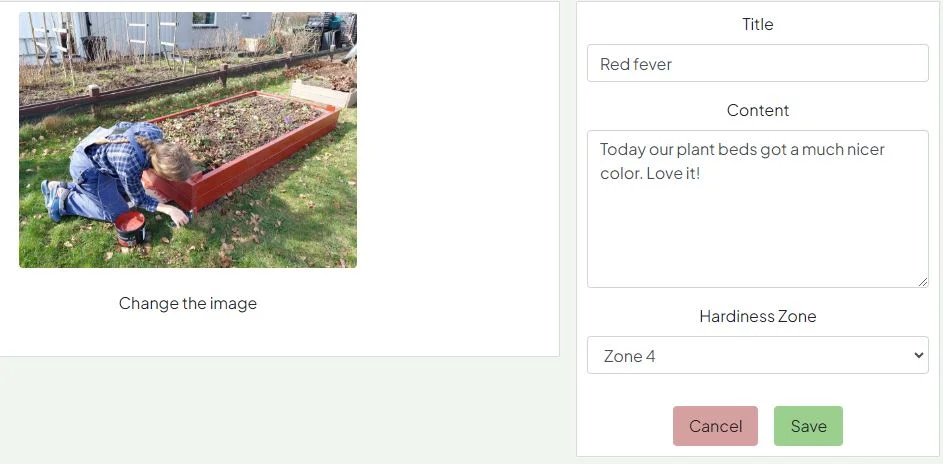 Change the image
Title
Red fever
Content
Today our plant beds got a much nicer
color. Love it!
Hardiness Zone
Zone 4
Cancel
Save